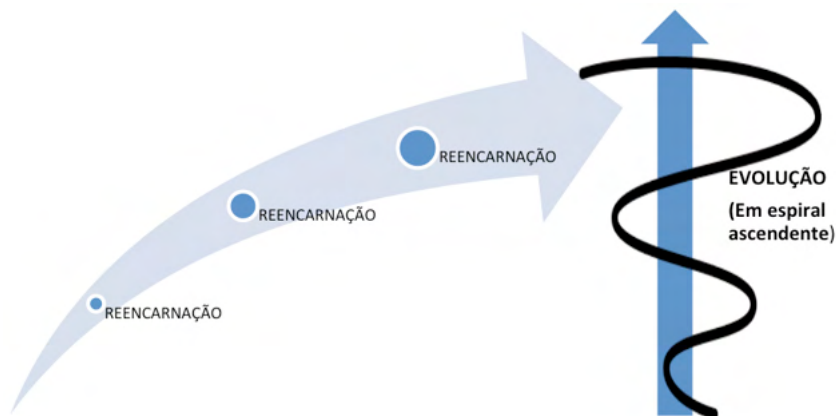 REENCARNAÇÃO
REENCARNAÇÃO
REENCARNAÇÃO
EVOLUÇÃO
(Em espiral
ascendente)